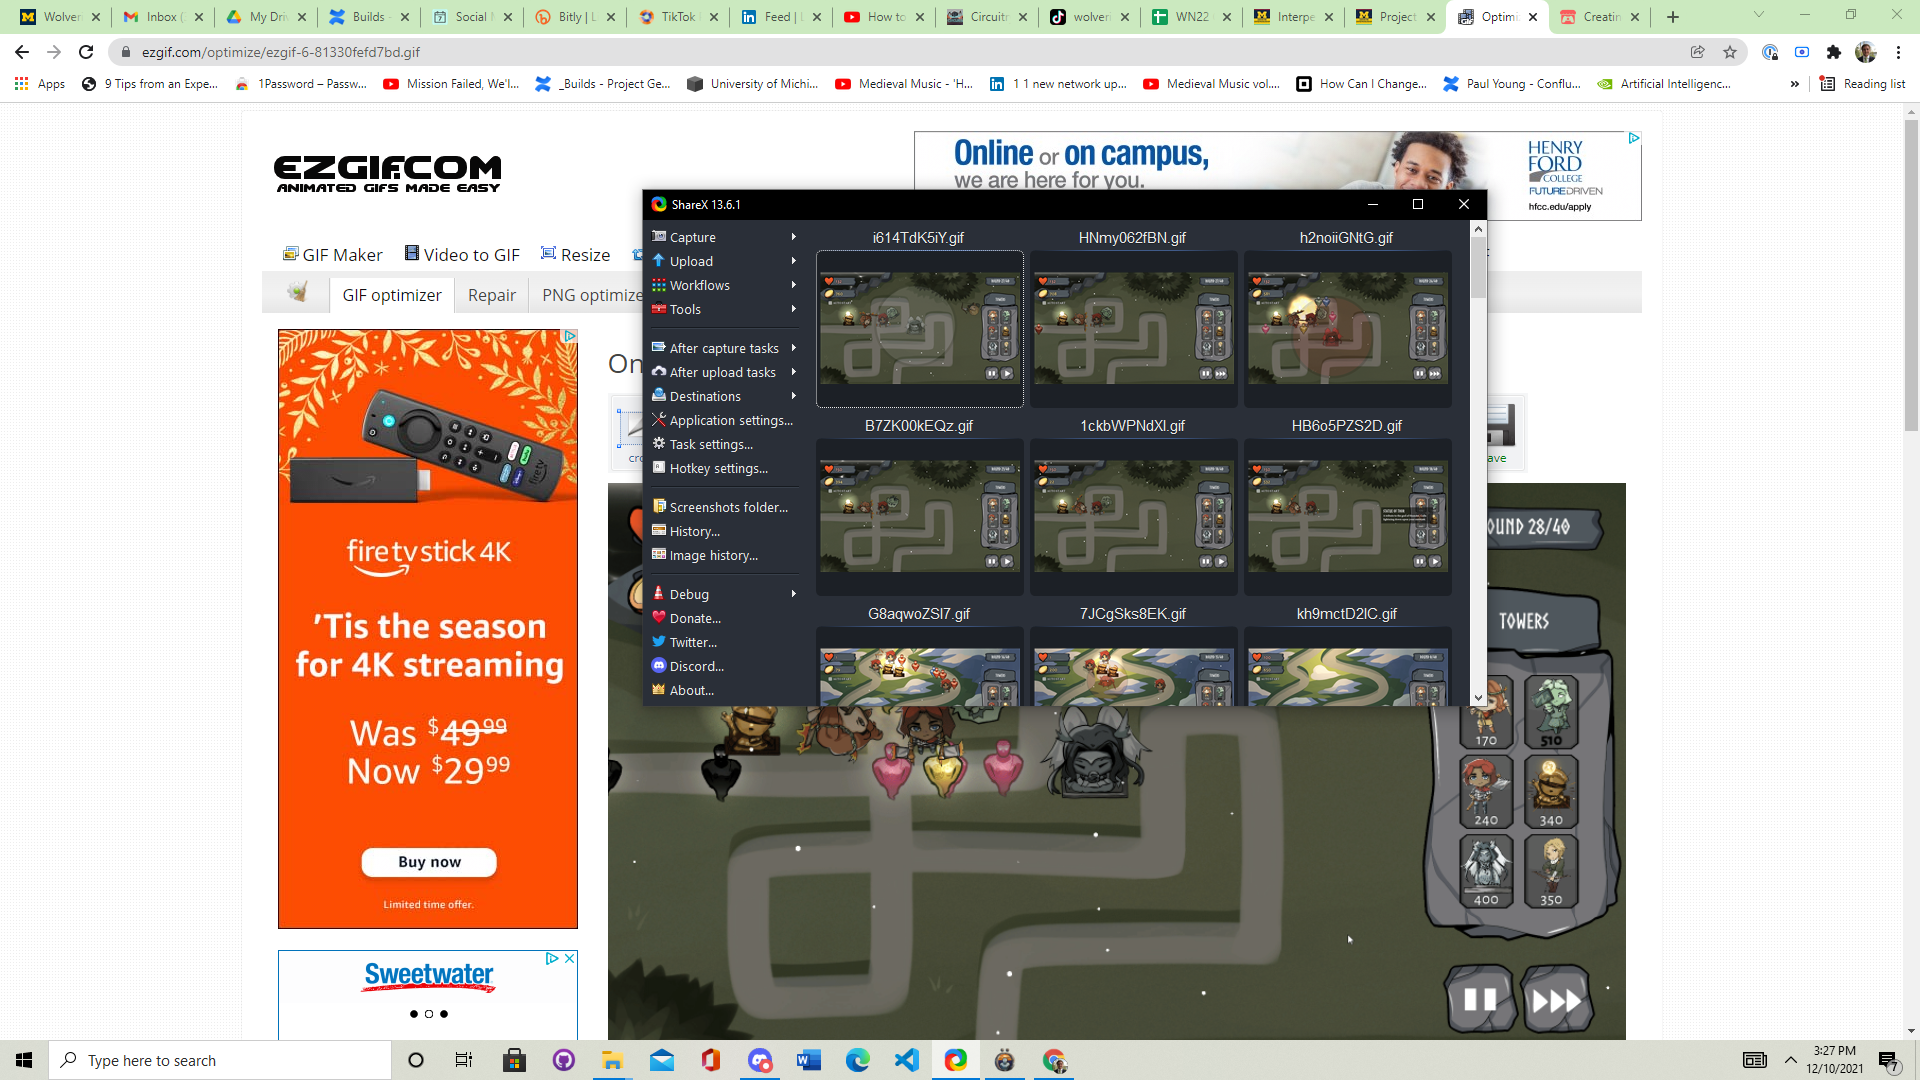 Wolver
Inbox (
My Driv
Builds -
Social M
Bitly | L
TikTok
Feed | L
How to
Circuitr
wolveri
WN22
Interpe
Project
Optimi
Creatin
ezgif.com/optimize/ezgif-6-81330fefd7bd.gif
Apps
9 Tips from an Expe...
1Password – Passw...
Mission Failed, We'l...
_Builds - Project Ge...
University of Michi...
Medieval Music - 'H...
1 1 new network up...
Medieval Music vol....
How Can I Change...
Paul Young - Conflu...
Artificial Intelligenc...
»
Reading list
EZGIF.COM
ANIMATED GIFS MADE EASY
Online or on campus,
we are here for you.
HENRY
FORD
COLLEGE
FUTURE DRIVEN
hfcc.edu/apply
GIF Maker
Video to GIF
Resize
GIF optimizer
Repair
PNG optimize
On
cro
ave
ShareX 13.6.1
Capture
Upload
Workflows
Tools
After capture tasks
After upload tasks
Destinations
Application settings...
Task settings...
Hotkey settings...
Screenshots folder...
History...
Image history...
Debug
Donate...
Twitter...
Discord...
About...
i614TdK5iY.gif
HNmy062fBN.gif
h2noiiGNtG.gif
B7ZK00kEQz.gif
1ckbWPNdXl.gif
HB6o5PZS2D.gif
G8aqwoZSl7.gif
7JCgSks8EK.gif
kh9mctD2lC.gif
firetv
fire tv stick 4K
'Tis the season
for 4K streaming
Was $49 99
Now $29 99
Buy now
Limited time offer.
Sweetwater
OUND 28/40
TOWERS
170
510
240
340
400
350
Type here to search
3:27 PM
12/10/2021
7